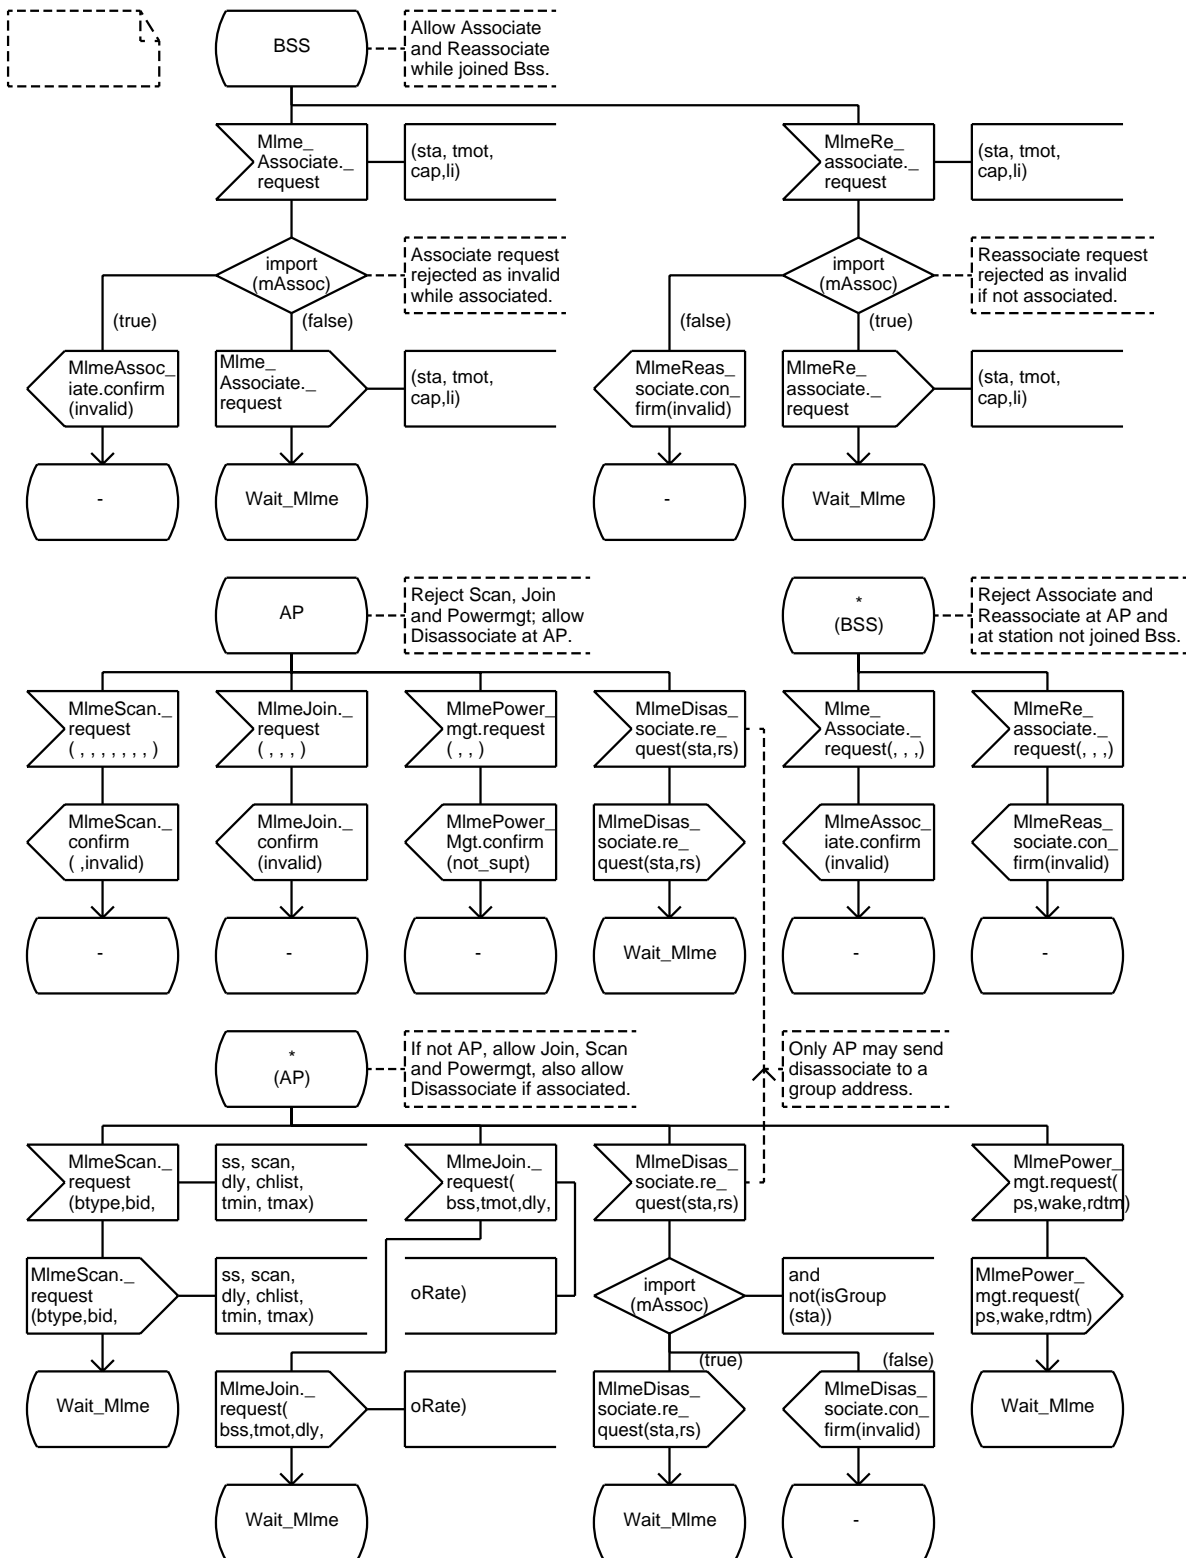 BSS
Allow Associate
and Reassociate
while joined Bss.
Mlme_
Associate._
request
(sta, tmot,
cap,li)
MlmeRe_
associate._
request
(sta, tmot,
cap,li)
import
(mAssoc)
Associate request
rejected as invalid
while associated.
import
(mAssoc)
Reassociate request
rejected as invalid
if not associated.
(true)
(false)
(false)
(true)
MlmeAssoc_
iate.confirm
(invalid)
Mlme_
Associate._
request
(sta, tmot,
cap,li)
MlmeReas_
sociate.con_
firm(invalid)
MlmeRe_
associate._
request
(sta, tmot,
cap,li)
-
Wait_Mlme
-
Wait_Mlme
AP
Reject Scan, Join
and Powermgt; allow
Disassociate at AP.
*
(BSS)
Reject Associate and
Reassociate at AP and
at station not joined Bss.
MlmeScan._
request
( , , , , , , , )
MlmeJoin._
request
( , , , )
MlmePower_
mgt.request
( , , )
MlmeDisas_
sociate.re_
quest(sta,rs)
Mlme_
Associate._
request(, , ,)
MlmeRe_
associate._
request(, , ,)
MlmeScan._
confirm
( ,invalid)
MlmeJoin._
confirm
(invalid)
MlmePower_
Mgt.confirm
(not_supt)
MlmeDisas_
sociate.re_
quest(sta,rs)
MlmeAssoc_
iate.confirm
(invalid)
MlmeReas_
sociate.con_
firm(invalid)
-
-
-
Wait_Mlme
-
-
*
(AP)
If not AP, allow Join, Scan
and Powermgt, also allow
Disassociate if associated.
Only AP may send
disassociate to a
group address.
MlmeScan._
request
(btype,bid,
ss, scan,
dly, chlist,
tmin, tmax)
MlmeJoin._
request(
bss,tmot,dly,
MlmeDisas_
sociate.re_
quest(sta,rs)
MlmePower_
mgt.request(
ps,wake,rdtm)
MlmeScan._
request
(btype,bid,
ss, scan,
dly, chlist,
tmin, tmax)
oRate)
import
(mAssoc)
and
not(isGroup
(sta))
MlmePower_
mgt.request(
ps,wake,rdtm)
(true)
(false)
Wait_Mlme
MlmeJoin._
request(
bss,tmot,dly,
oRate)
MlmeDisas_
sociate.re_
quest(sta,rs)
MlmeDisas_
sociate.con_
firm(invalid)
Wait_Mlme
Wait_Mlme
Wait_Mlme
-